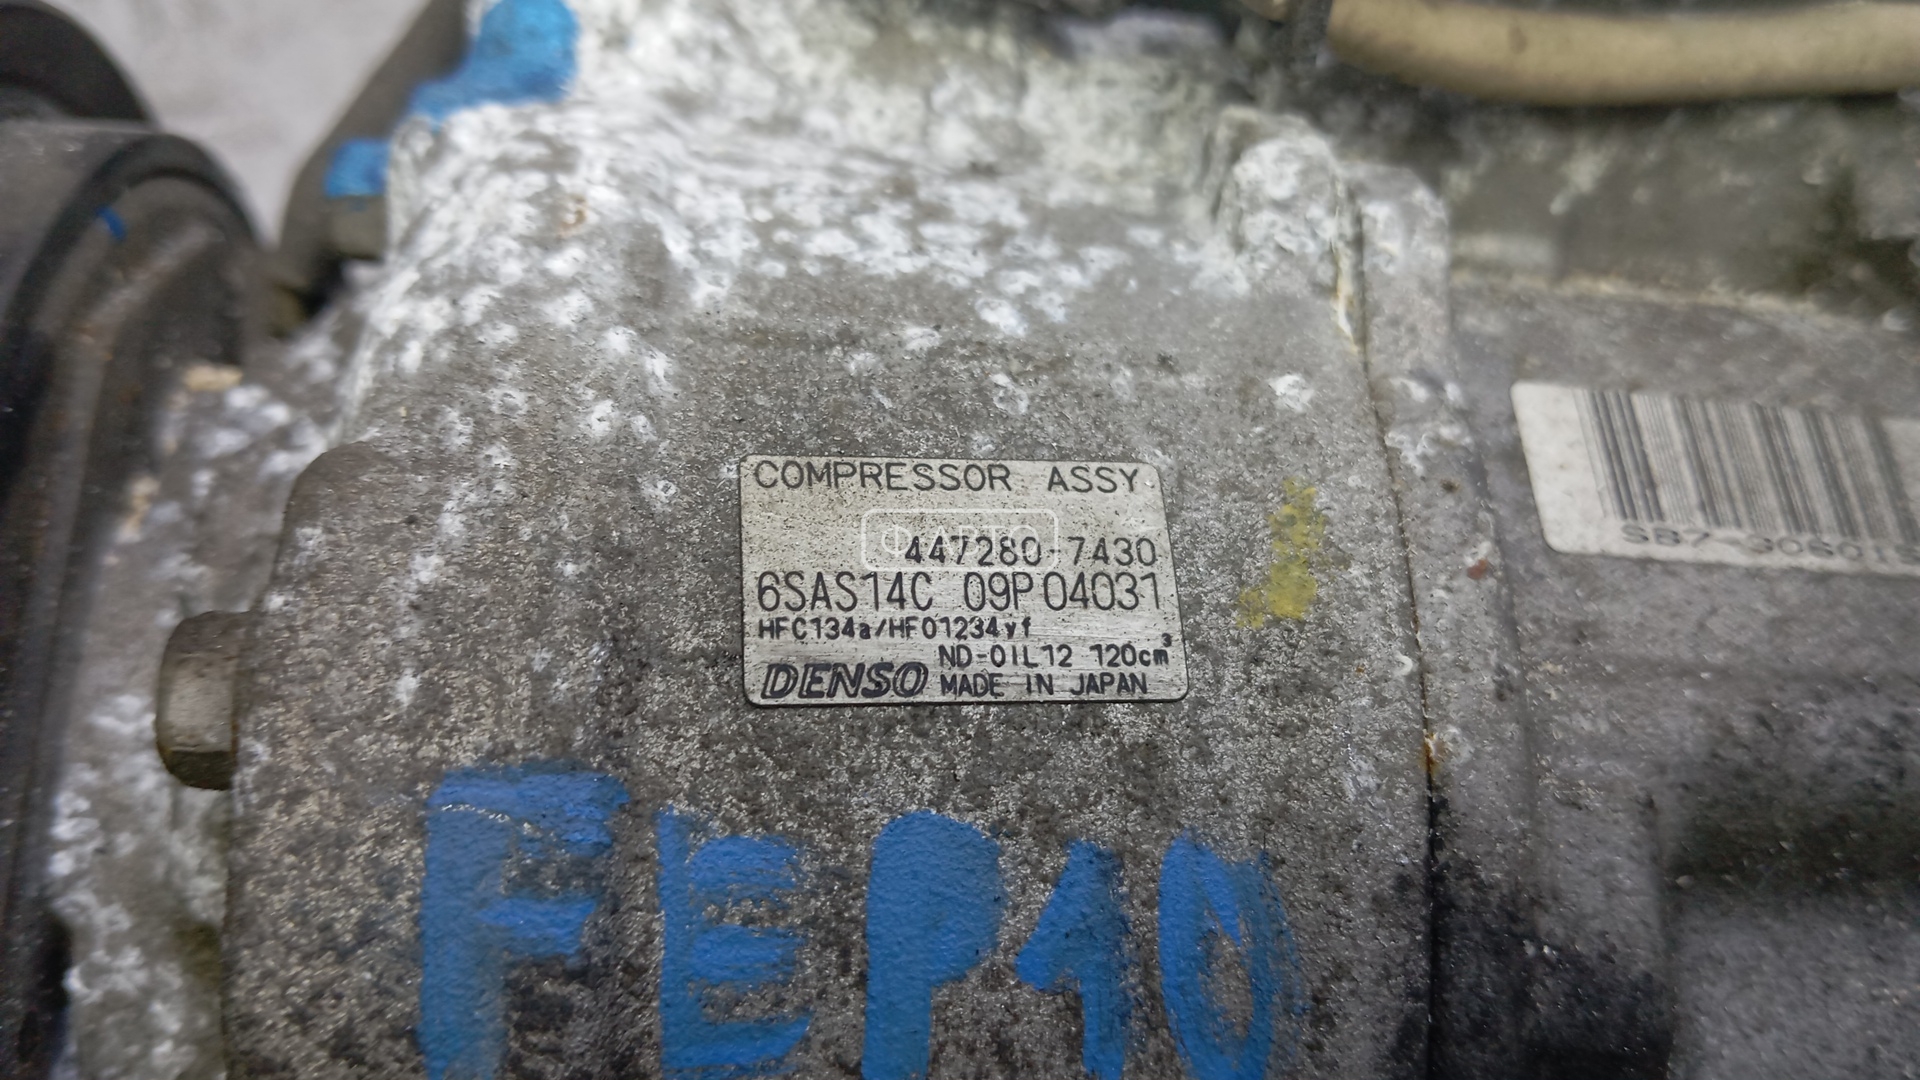 COMPRESSOR ASSY
447280-7430
6SAS14C 09P04031
HFC134a/HFO1234yf
ND-OIL12 120cm³
DENSO MADE IN JAPAN
FEP10